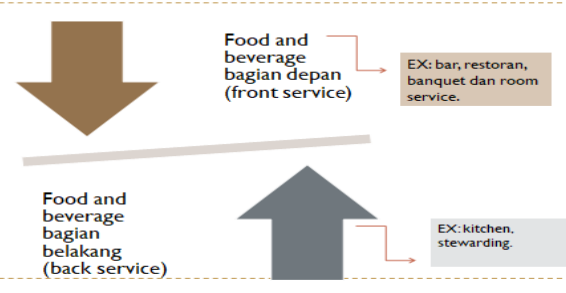 Food and
beverage
bagian depan
(front service)
EX: bar, restoran,
banquet dan room
service.
Food and
beverage
bagian
belakang
(back service)
EX: kitchen,
stewarding.